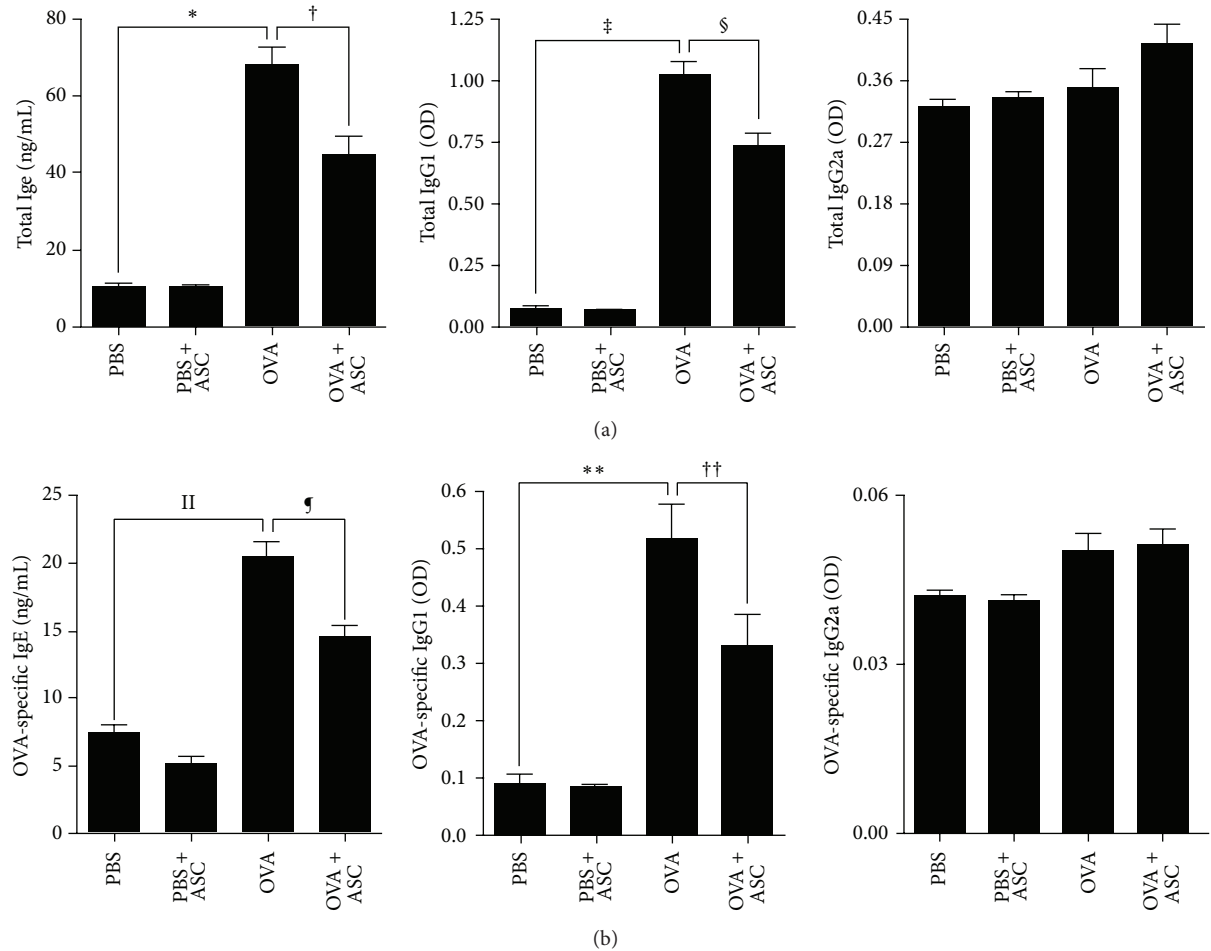 * †
80
60
40
20
0
Total Ige (ng/mL)
PBS
PBS +
ASC
OVA
OVA +
ASC
‡ §
1.25
1.00
0.75
0.50
0.25
0.00
Total IgG1 (OD)
PBS
PBS +
ASC
OVA
OVA +
ASC
0.45
0.36
0.27
0.18
0.09
0.00
Total IgG2a (OD)
PBS
PBS +
ASC
OVA
OVA +
ASC
(a)
II ¶
25
20
15
10
5
0
OVA-specific IgE (ng/mL)
PBS
PBS +
ASC
OVA
OVA +
ASC
** ††
0.6
0.5
0.4
0.3
0.2
0.1
0.0
OVA-specific IgG1 (OD)
PBS
PBS +
ASC
OVA
OVA +
ASC
0.06
0.03
0.00
OVA-specific IgG2a (OD)
PBS
PBS +
ASC
OVA
OVA +
ASC
(b)